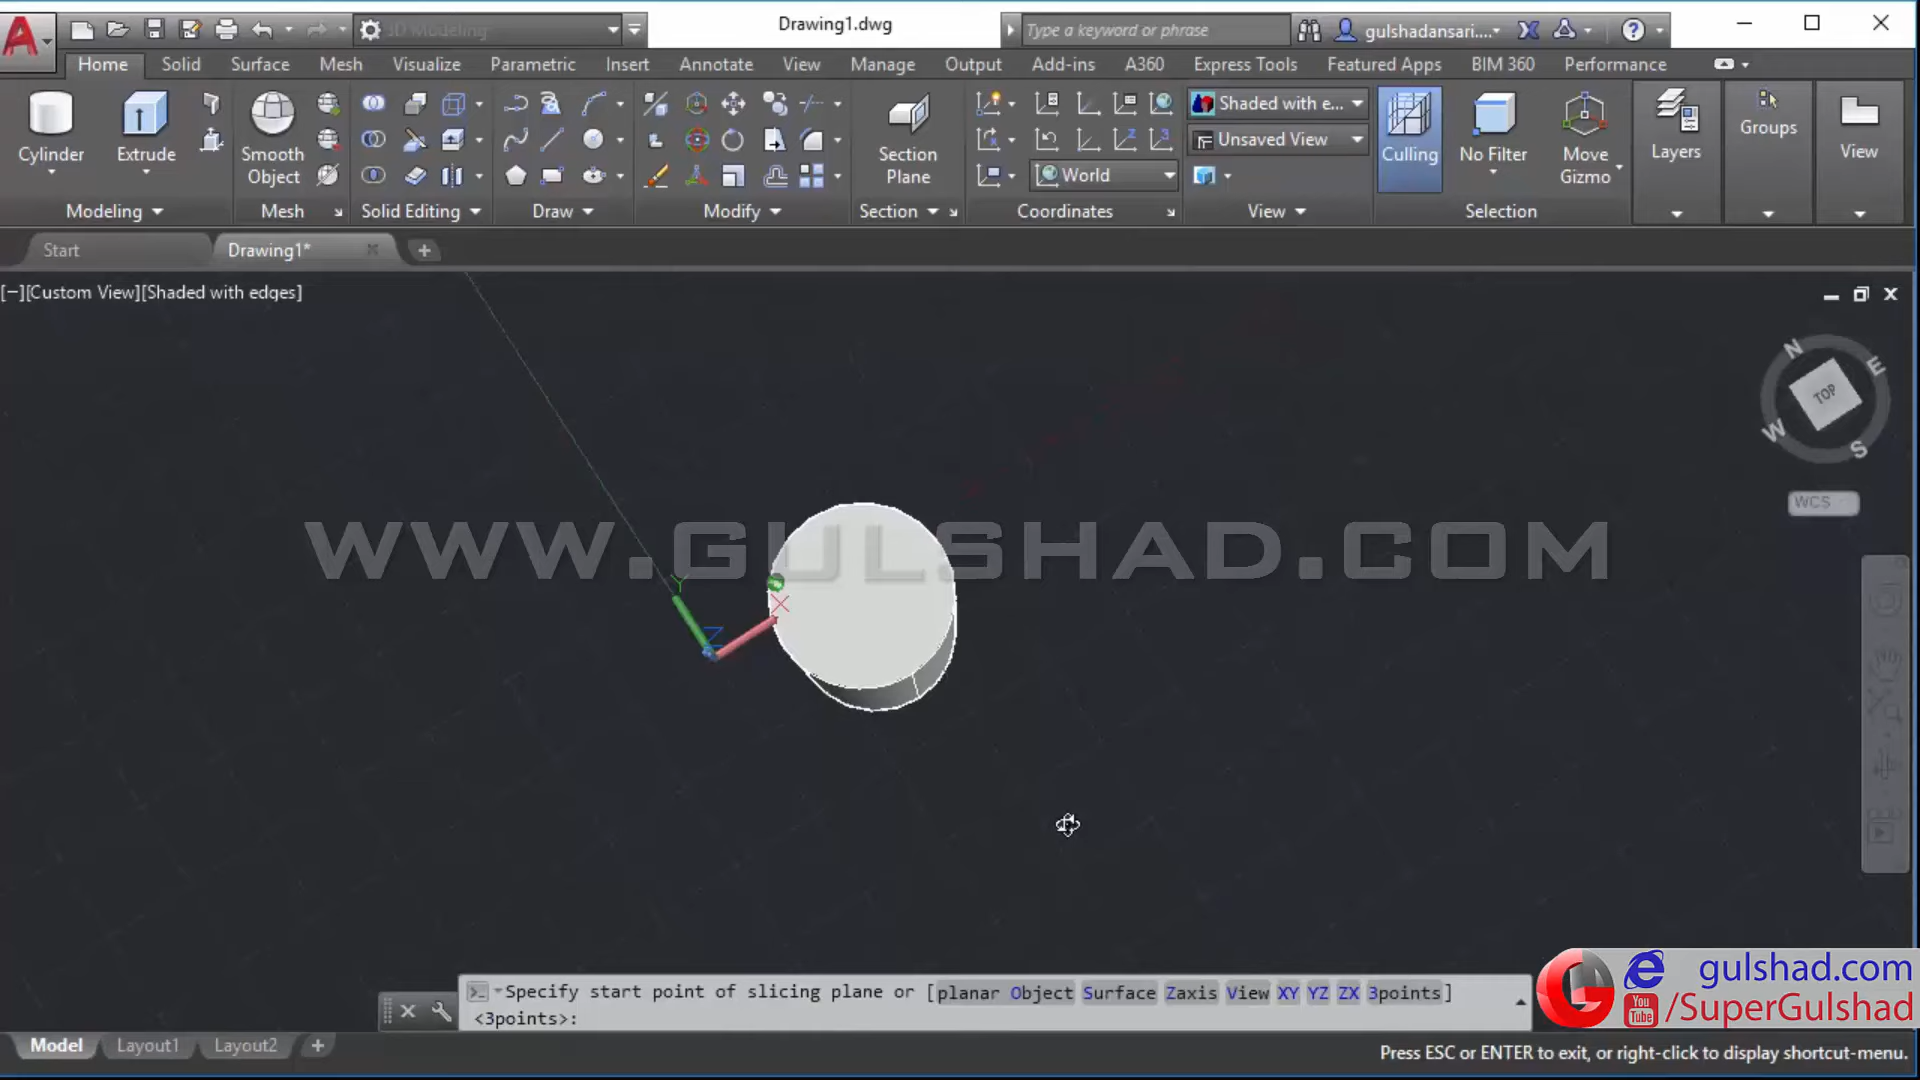 Drawing1.dwg
3D Modeling
Type a keyword or phrase
gulshadansari....
Home Solid Surface Mesh Visualize Parametric Insert Annotate View Manage Output Add-ins A360 Express Tools Featured Apps BIM 360 Performance
Cylinder
Extrude
Smooth Object
Section Plane
World
Shaded with e...
Unsaved View
Culling
No Filter
Move Gizmo
Layers
Groups
View
Modeling
Mesh
Solid Editing
Draw
Modify
Section
Coordinates
View
Selection
Start
Drawing1*
[−][Custom View][Shaded with edges]
N
E
TOP
W
S
WCS
WWW.GULSHAD.COM
Y
X
Z
Specify start point of slicing plane or [planar Object Surface Zaxis View XY YZ ZX 3points]
<3points>:
G
gulshad.com
You Tube /SuperGulshad
Model Layout1 Layout2
Press ESC or ENTER to exit, or right-click to display shortcut-menu.